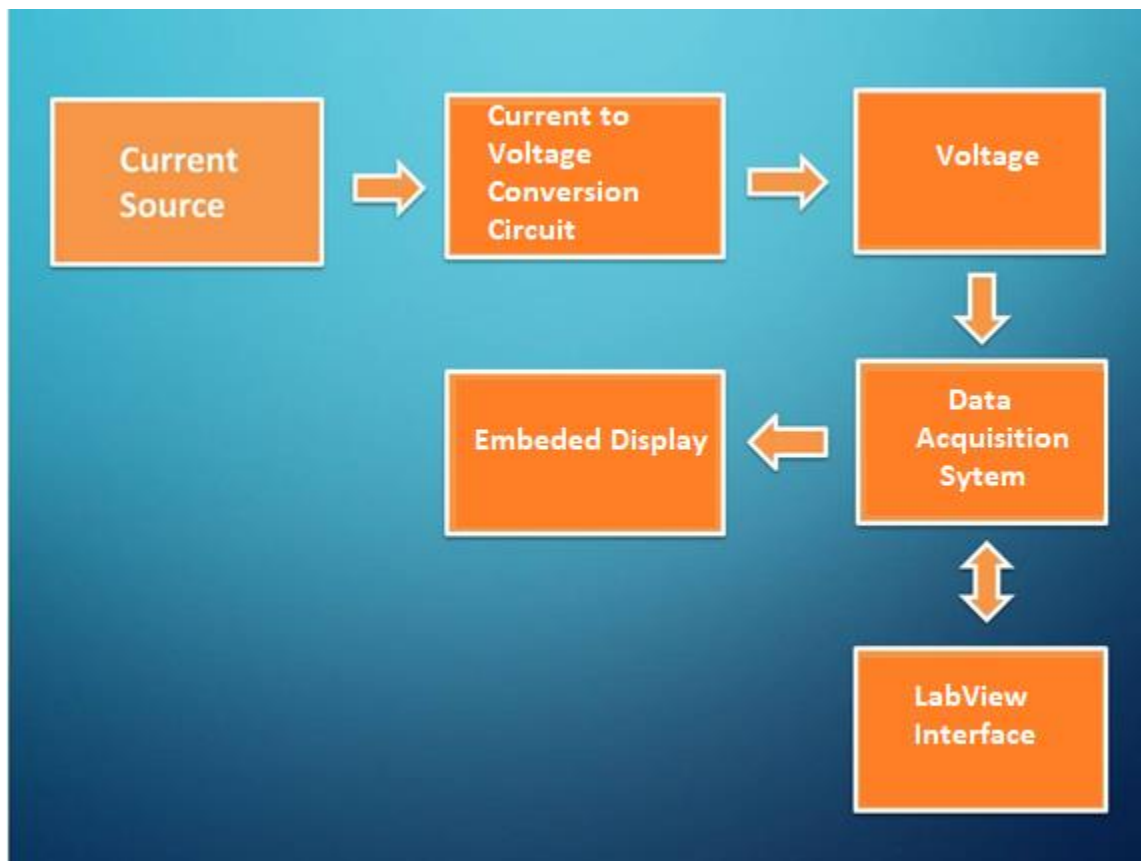 Current
Source
Current to
Voltage
Conversion
Circuit
Voltage
Embeded Display
Data
Acquisition
Sytem
LabView
Interface